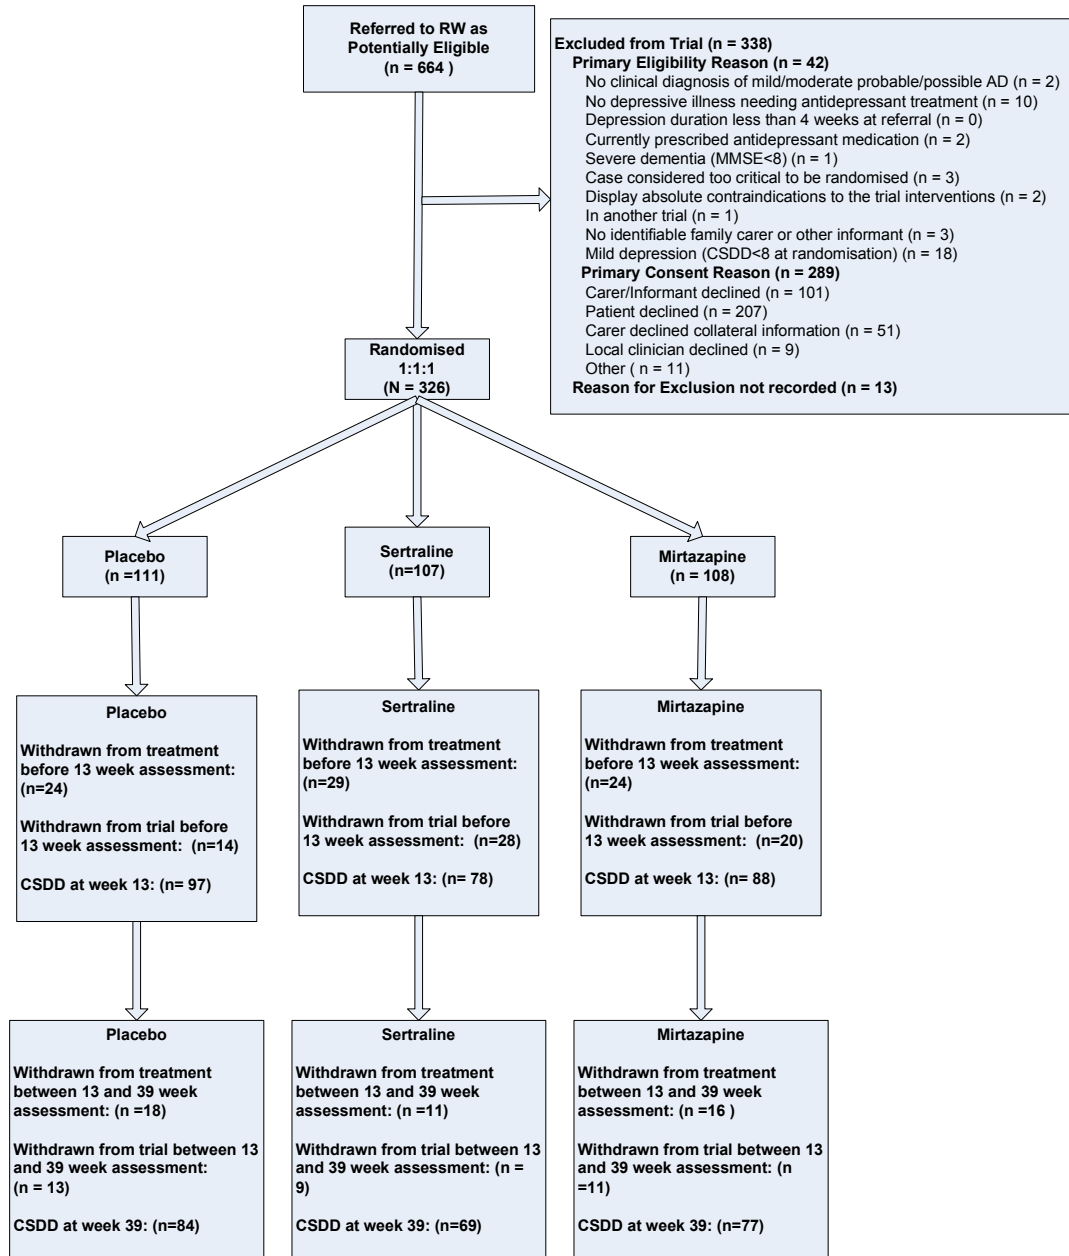 Referred to RW as
Potentially Eligible
(n = 664 )
Excluded from Trial (n = 338)
Primary Eligibility Reason (n = 42)
No clinical diagnosis of mild/moderate probable/possible AD (n = 2)
No depressive illness needing antidepressant treatment (n = 10)
Depression duration less than 4 weeks at referral (n = 0)
Currently prescribed antidepressant medication (n = 2)
Severe dementia (MMSE<8) (n = 1)
Case considered too critical to be randomised (n = 3)
Display absolute contraindications to the trial interventions (n = 2)
In another trial (n = 1)
No identifiable family carer or other informant (n = 3)
Mild depression (CSDD<8 at randomisation) (n = 18)
Primary Consent Reason (n = 289)
Carer/Informant declined (n = 101)
Patient declined (n = 207)
Carer declined collateral information (n = 51)
Local clinician declined (n = 9)
Other ( n = 11)
Reason for Exclusion not recorded (n = 13)
Randomised
1:1:1
(N = 326)
Placebo
(n =111)
Sertraline
(n=107)
Mirtazapine
(n = 108)
Placebo
Withdrawn from treatment
before 13 week assessment:
(n=24)
Withdrawn from trial before
13 week assessment:  (n=14)
CSDD at week 13: (n= 97)
Sertraline
Withdrawn from treatment
before 13 week assessment:
(n=29)
Withdrawn from trial before
13 week assessment:  (n=28)
CSDD at week 13: (n= 78)
Mirtazapine
Withdrawn from treatment
before 13 week assessment:
(n=24)
Withdrawn from trial before
13 week assessment:  (n=20)
CSDD at week 13: (n= 88)
Placebo
Withdrawn from treatment
between 13 and 39 week
assessment: (n =18)
Withdrawn from trial between 13
and 39 week assessment:
(n = 13)
CSDD at week 39: (n=84)
Sertraline
Withdrawn from treatment
between 13 and 39 week
assessment: (n =11)
Withdrawn from trial between 13
and 39 week assessment: (n =
9)
CSDD at week 39: (n=69)
Mirtazapine
Withdrawn from treatment
between 13 and 39 week
assessment: (n =16 )
Withdrawn from trial between 13
and 39 week assessment: (n
=11)
CSDD at week 39: (n=77)